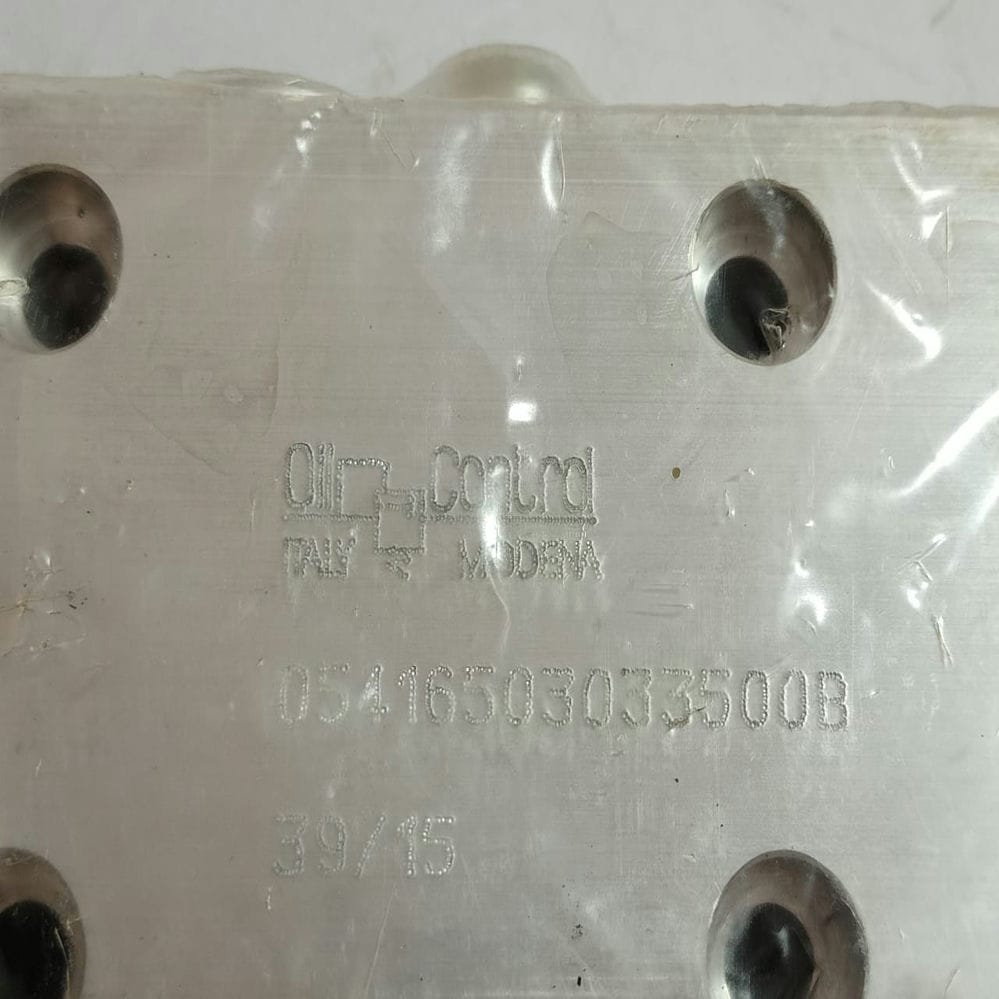 Oil Control
ITALY MODENA
05416503033500B
39/15